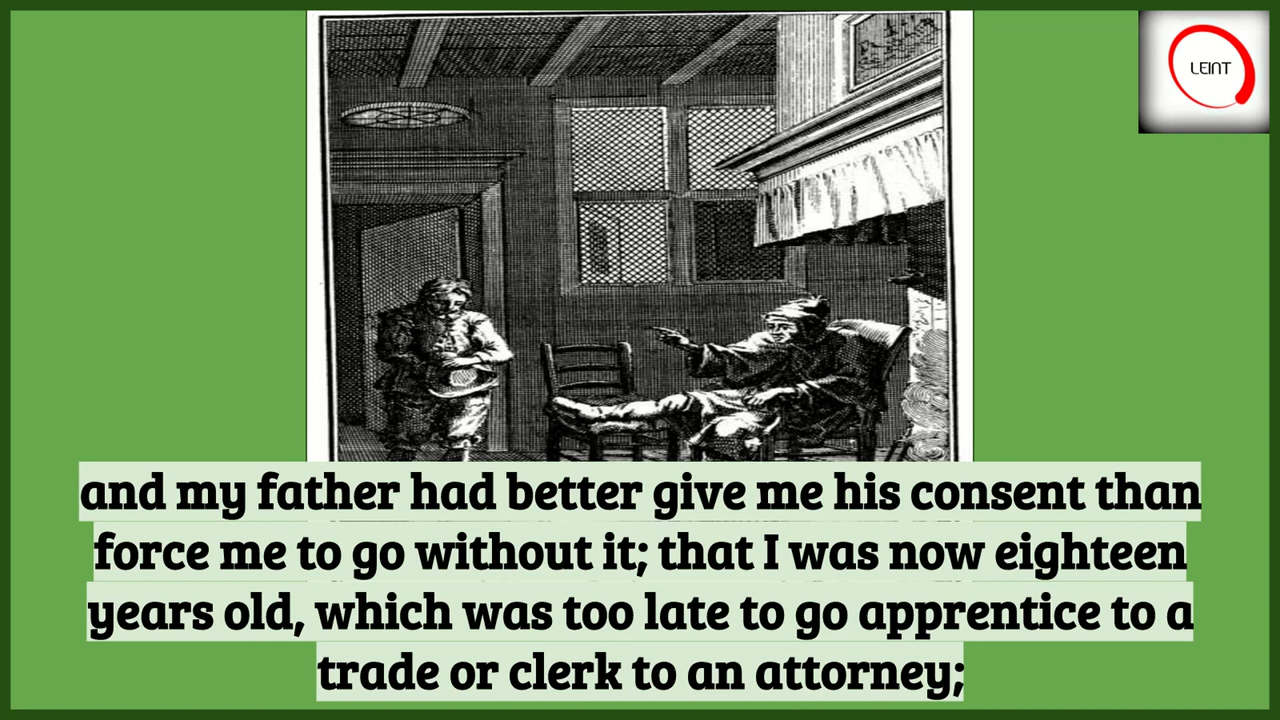 LEINT
and my father had better give me his consent than
force me to go without it; that I was now eighteen
years old, which was too late to go apprentice to a
trade or clerk to an attorney;